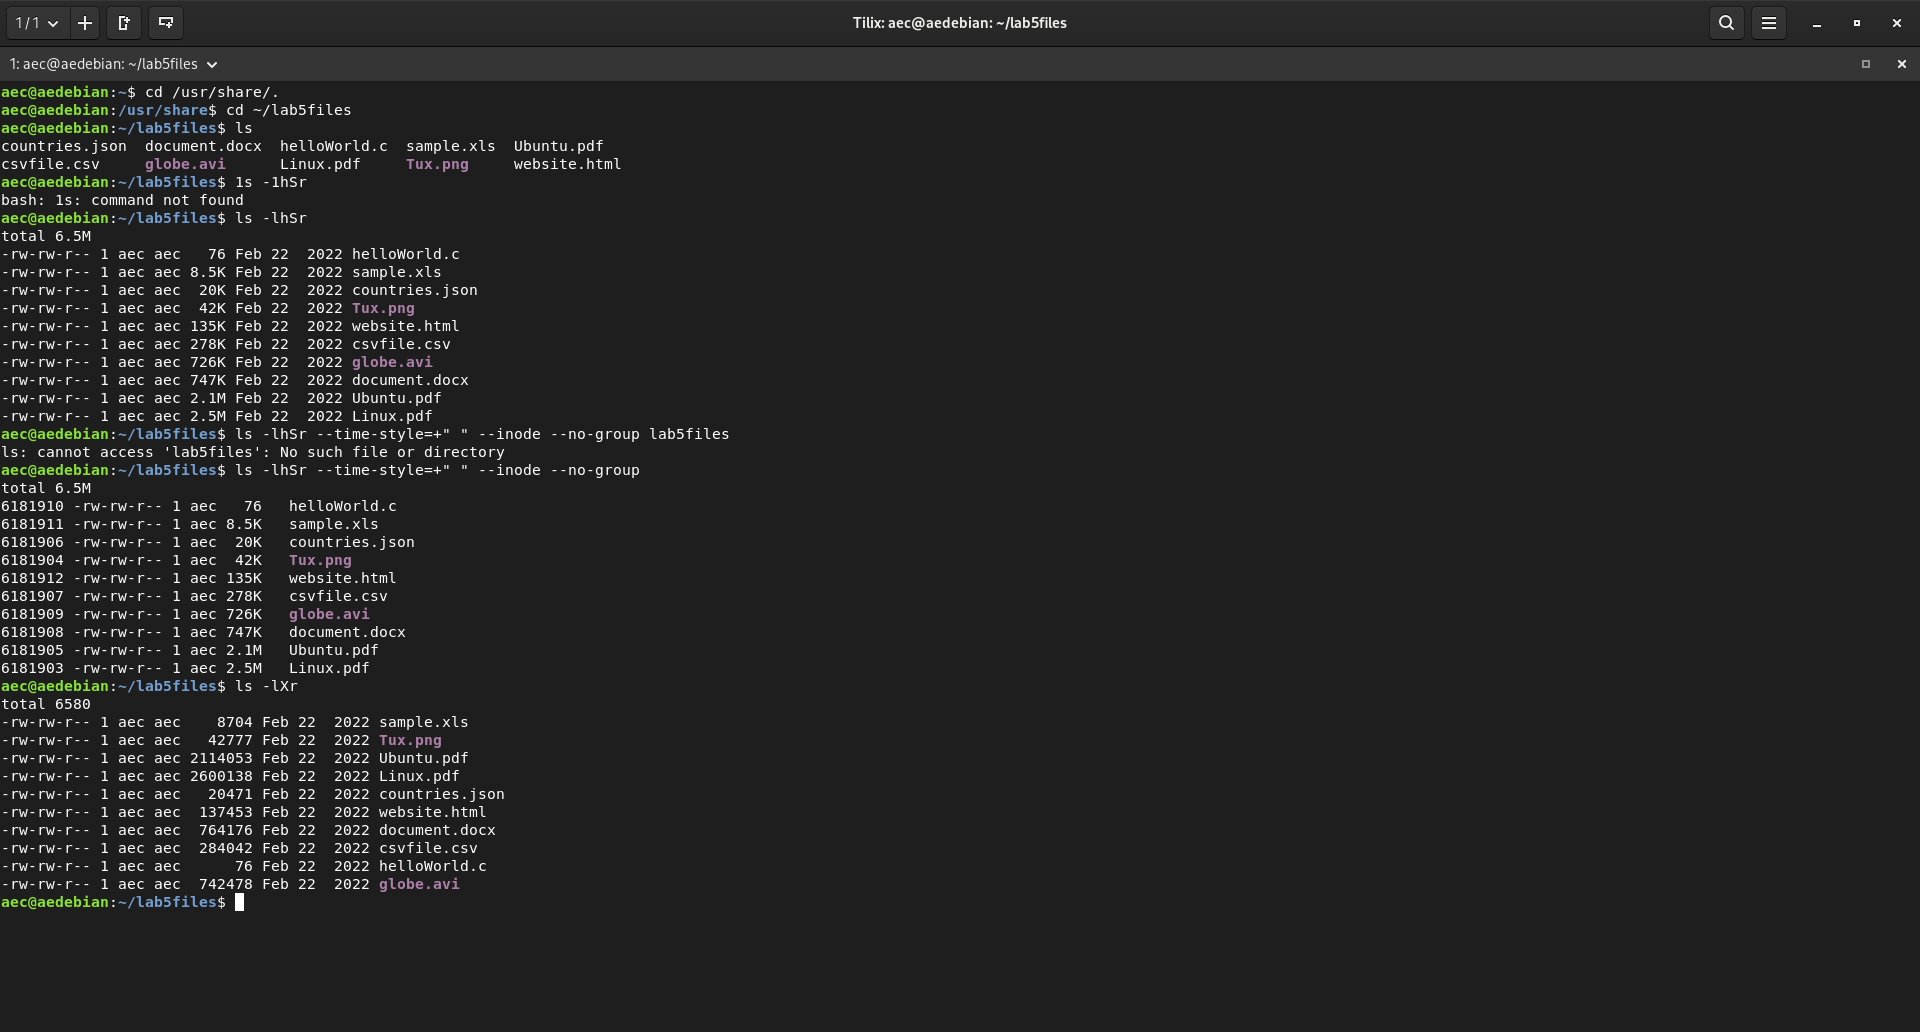 1 / 1
Tilix: aec@aedebian: ~/lab5files
1: aec@aedebian: ~/lab5files
aec@aedebian:~$ cd /usr/share/.
aec@aedebian:/usr/share$ cd ~/lab5files
aec@aedebian:~/lab5files$ ls
countries.json  document.docx  helloWorld.c  sample.xls  Ubuntu.pdf
csvfile.csv     globe.avi      Linux.pdf     Tux.png     website.html
aec@aedebian:~/lab5files$ 1s -1hSr
bash: 1s: command not found
aec@aedebian:~/lab5files$ ls -lhSr
total 6.5M
-rw-rw-r-- 1 aec aec   76 Feb 22  2022 helloWorld.c
-rw-rw-r-- 1 aec aec 8.5K Feb 22  2022 sample.xls
-rw-rw-r-- 1 aec aec  20K Feb 22  2022 countries.json
-rw-rw-r-- 1 aec aec  42K Feb 22  2022 Tux.png
-rw-rw-r-- 1 aec aec 135K Feb 22  2022 website.html
-rw-rw-r-- 1 aec aec 278K Feb 22  2022 csvfile.csv
-rw-rw-r-- 1 aec aec 726K Feb 22  2022 globe.avi
-rw-rw-r-- 1 aec aec 747K Feb 22  2022 document.docx
-rw-rw-r-- 1 aec aec 2.1M Feb 22  2022 Ubuntu.pdf
-rw-rw-r-- 1 aec aec 2.5M Feb 22  2022 Linux.pdf
aec@aedebian:~/lab5files$ ls -lhSr --time-style=+" " --inode --no-group lab5files
ls: cannot access 'lab5files': No such file or directory
aec@aedebian:~/lab5files$ ls -lhSr --time-style=+" " --inode --no-group
total 6.5M
6181910 -rw-rw-r-- 1 aec   76   helloWorld.c
6181911 -rw-rw-r-- 1 aec 8.5K   sample.xls
6181906 -rw-rw-r-- 1 aec  20K   countries.json
6181904 -rw-rw-r-- 1 aec  42K   Tux.png
6181912 -rw-rw-r-- 1 aec 135K   website.html
6181907 -rw-rw-r-- 1 aec 278K   csvfile.csv
6181909 -rw-rw-r-- 1 aec 726K   globe.avi
6181908 -rw-rw-r-- 1 aec 747K   document.docx
6181905 -rw-rw-r-- 1 aec 2.1M   Ubuntu.pdf
6181903 -rw-rw-r-- 1 aec 2.5M   Linux.pdf
aec@aedebian:~/lab5files$ ls -lXr
total 6580
-rw-rw-r-- 1 aec aec    8704 Feb 22  2022 sample.xls
-rw-rw-r-- 1 aec aec   42777 Feb 22  2022 Tux.png
-rw-rw-r-- 1 aec aec 2114053 Feb 22  2022 Ubuntu.pdf
-rw-rw-r-- 1 aec aec 2600138 Feb 22  2022 Linux.pdf
-rw-rw-r-- 1 aec aec   20471 Feb 22  2022 countries.json
-rw-rw-r-- 1 aec aec  137453 Feb 22  2022 website.html
-rw-rw-r-- 1 aec aec  764176 Feb 22  2022 document.docx
-rw-rw-r-- 1 aec aec  284042 Feb 22  2022 csvfile.csv
-rw-rw-r-- 1 aec aec      76 Feb 22  2022 helloWorld.c
-rw-rw-r-- 1 aec aec  742478 Feb 22  2022 globe.avi
aec@aedebian:~/lab5files$